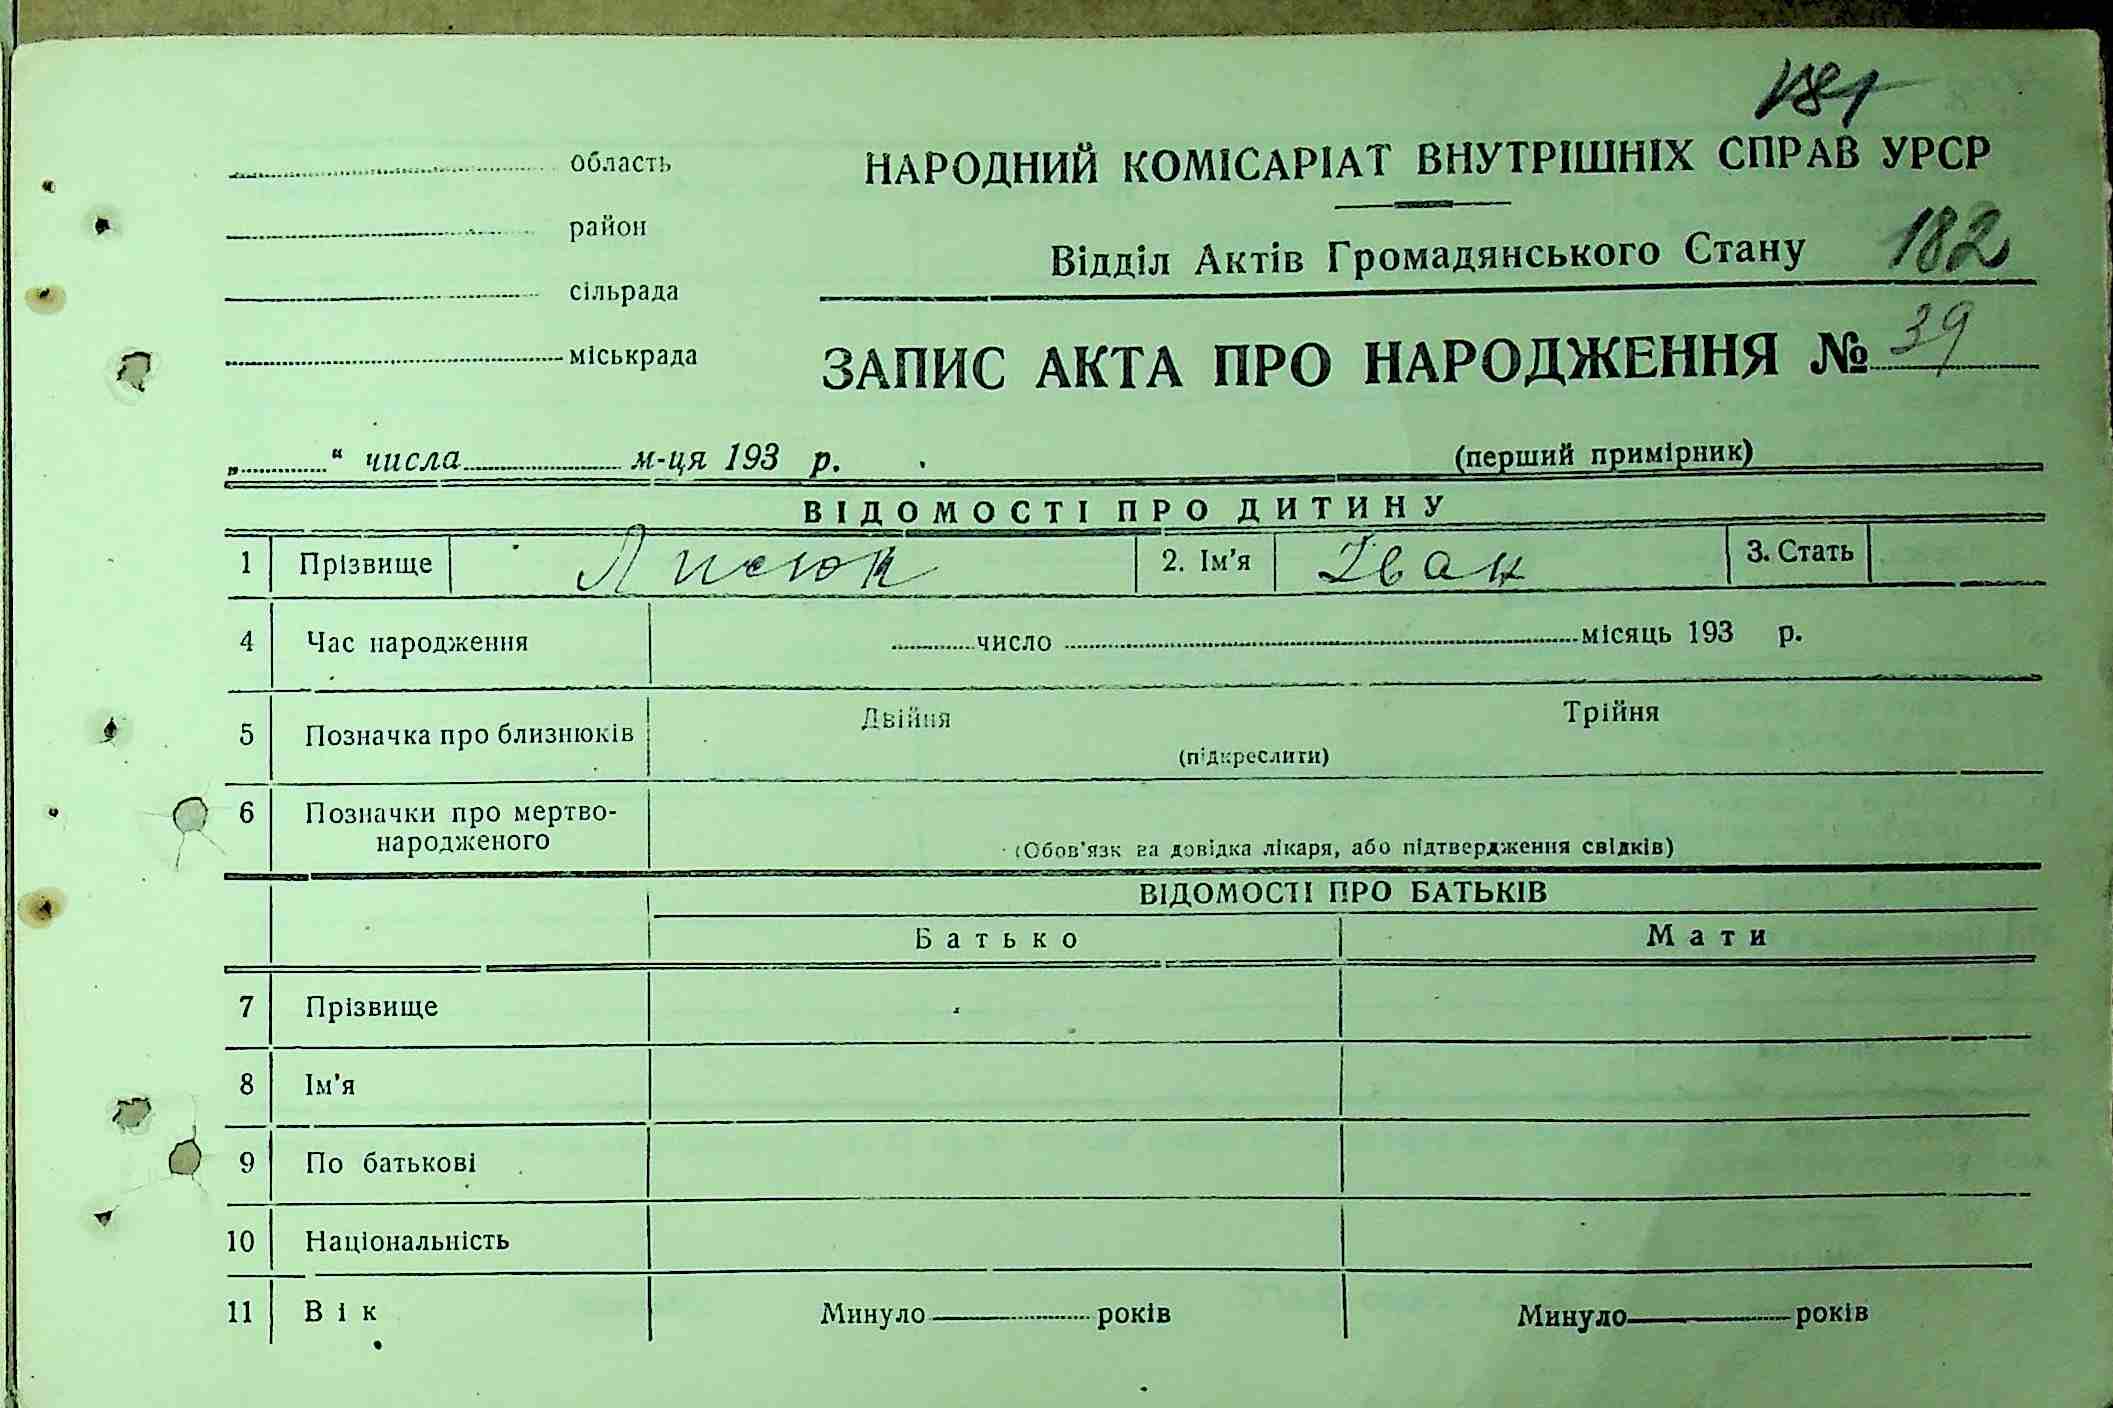 181
область
НАРОДНИЙ КОМІСАРІАТ ВНУТРІШНІХ СПРАВ УРСР
район
Відділ Актів Громадянського Стану 182
сільрада
міськрада
ЗАПИС АКТА ПРО НАРОДЖЕННЯ № 39
„............“ числа.................... м-ця 193 р.
(перший примірник)
ВІДОМОСТІ ПРО ДИТИНУ
1 Прізвище Лисюк 2. Ім’я Іван 3. Стать
4 Час народження ..........число ..........місяць 193 р.
5 Позначка про близнюків Двійня Трійня
(підкреслити)
6 Позначки про мертво-
народженого
(Обов’язк ва довідка лікаря, або підтвердження свідків)
ВІДОМОСТІ ПРО БАТЬКІВ
Батько Мати
7 Прізвище
8 Ім’я
9 По батькові
10 Національність
11 Вік Минуло..........років Минуло..........років